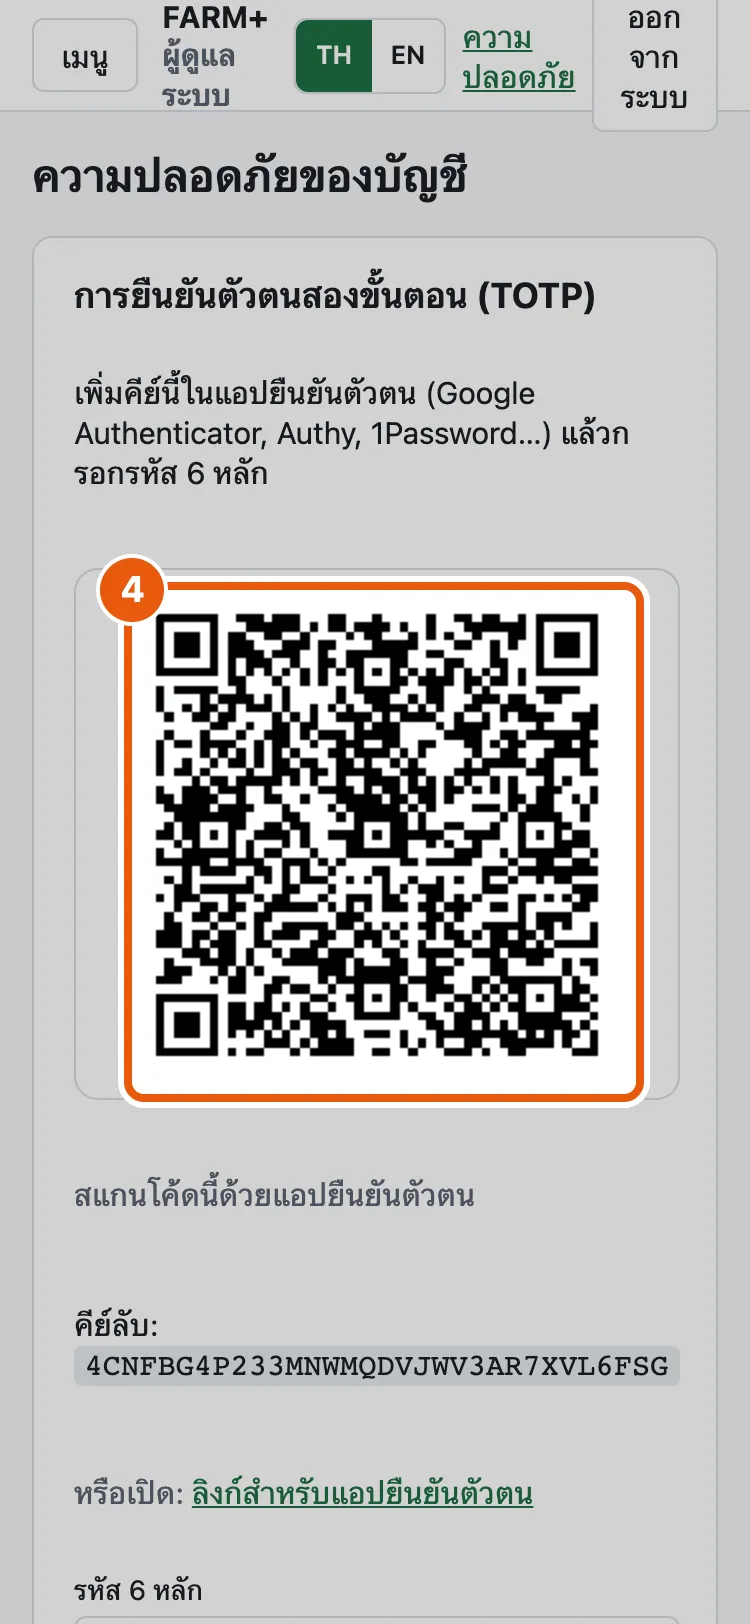 เมนู
FARM+
ผู้ดูแล
ระบบ
TH
EN
ความ
ปลอดภัย
ออก
จาก
ระบบ
ความปลอดภัยของบัญชี
การยืนยันตัวตนสองขั้นตอน (TOTP)
เพิ่มคีย์นี้ในแอปยืนยันตัวตน (Google
Authenticator, Authy, 1Password…) แล้วก
รอกรหัส 6 หลัก
4
สแกนโค้ดนี้ด้วยแอปยืนยันตัวตน
คีย์ลับ:
4CNFBG4P233MNWMQDVJWV3AR7XVL6FSG
หรือเปิด: ลิงก์สำหรับแอปยืนยันตัวตน
รหัส 6 หลัก